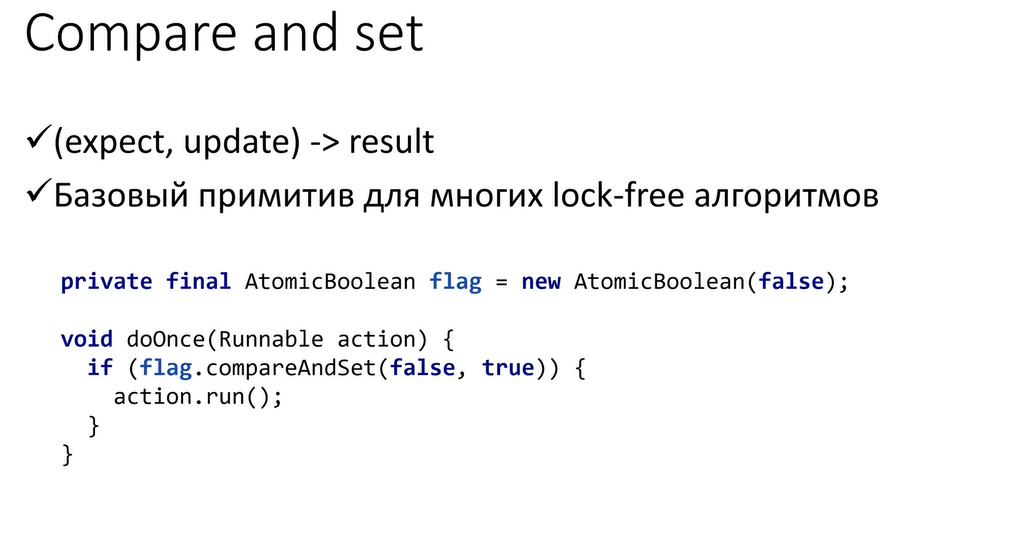 Compare and set
✓(expect, update) -> result
✓Базовый примитив для многих lock-free алгоритмов
private final AtomicBoolean flag = new AtomicBoolean(false);
void doOnce(Runnable action) {
  if (flag.compareAndSet(false, true)) {
    action.run();
  }
}